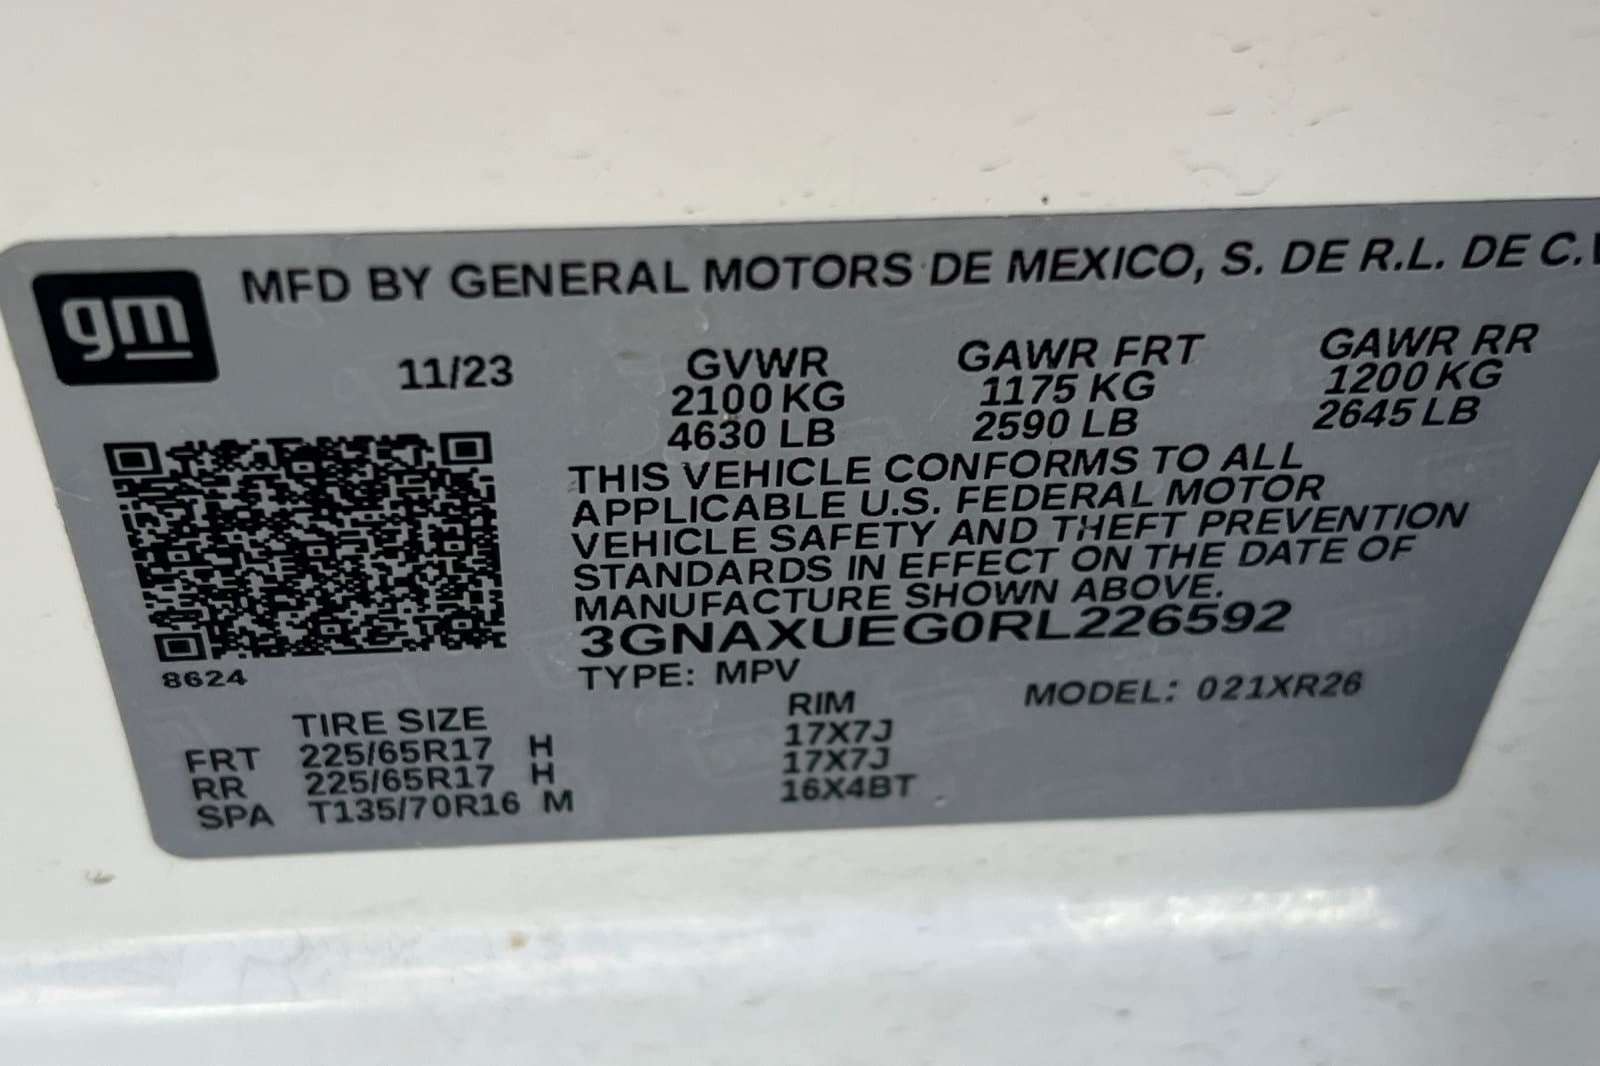 gm
MFD BY GENERAL MOTORS DE MEXICO, S. DE R.L. DE C.V
11/23 GVWR GAWR FRT GAWR RR
2100 KG 1175 KG 1200 KG
4630 LB 2590 LB 2645 LB
THIS VEHICLE CONFORMS TO ALL
APPLICABLE U.S. FEDERAL MOTOR
VEHICLE SAFETY AND THEFT PREVENTION
STANDARDS IN EFFECT ON THE DATE OF
MANUFACTURE SHOWN ABOVE.
3GNAXUEG0RL226592
8624
TYPE: MPV MODEL: 021XR26
TIRE SIZE RIM
FRT 225/65R17 H 17X7J
RR 225/65R17 H 17X7J
SPA T135/70R16 M 16X4BT